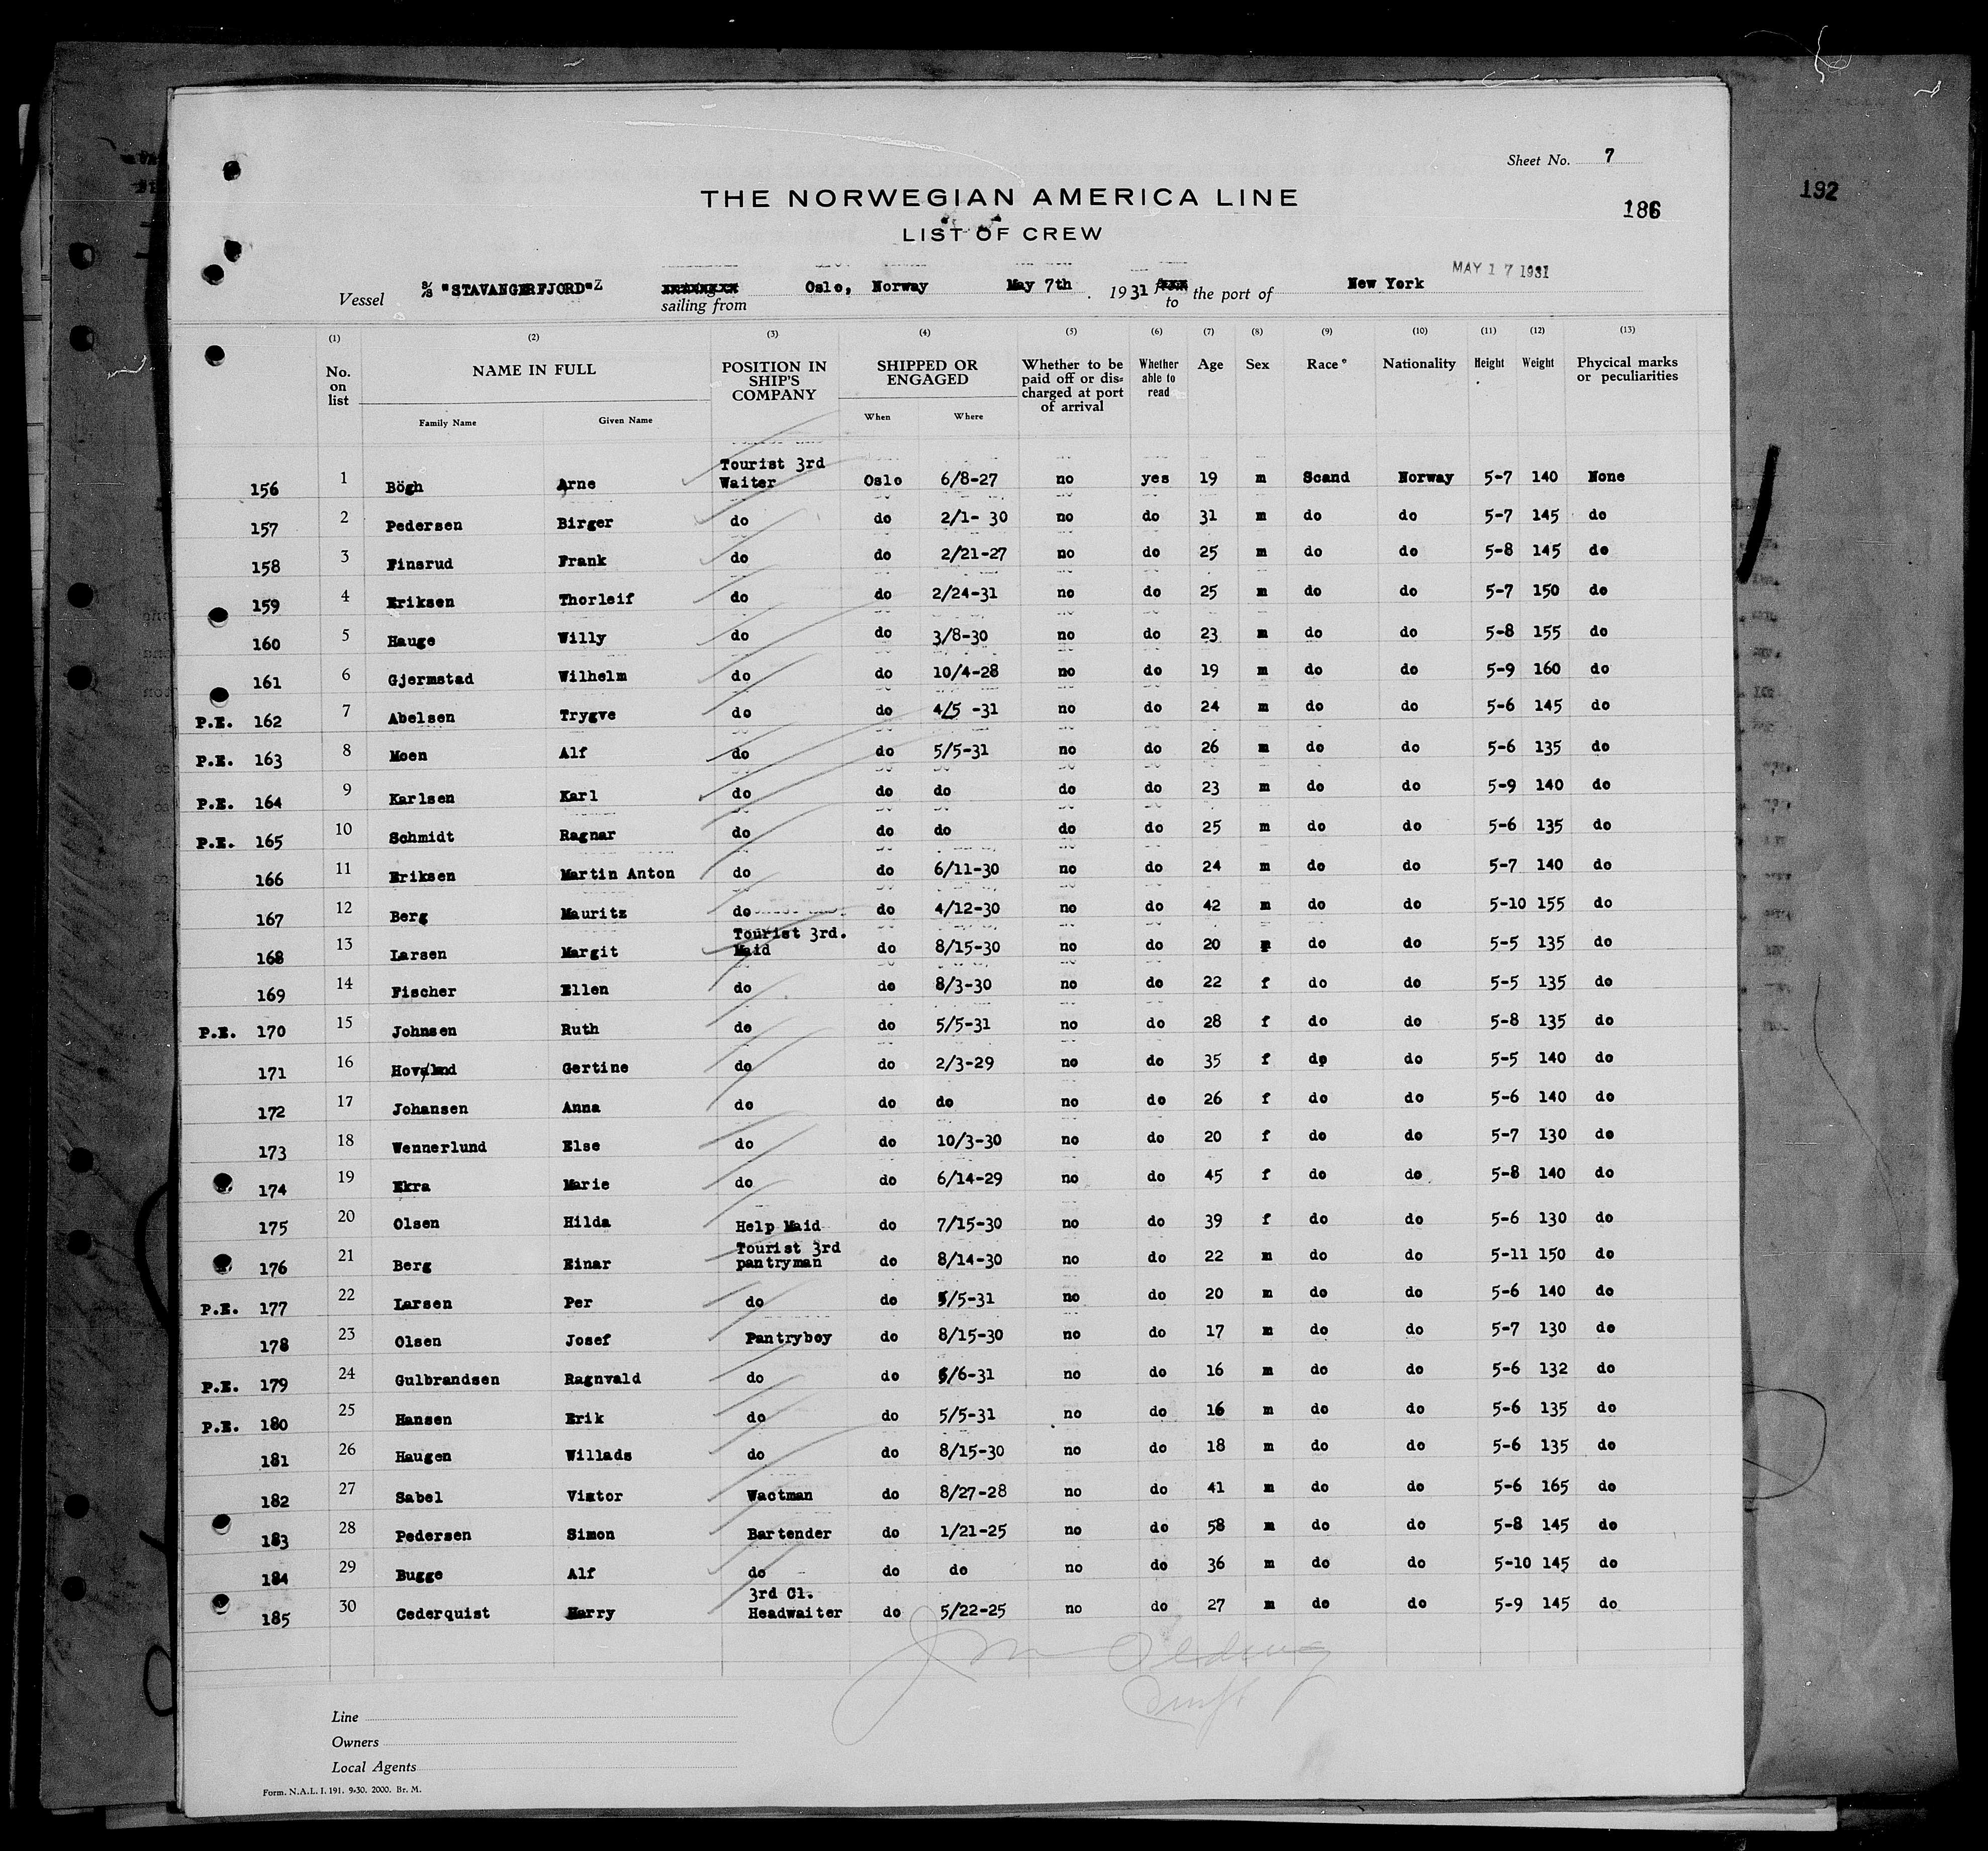 Sheet No. 7
192
THE NORWEGIAN AMERICA LINE
186
LIST OF CREW
MAY 17 1931
Vessel S/S "STAVANGERFJORD" sailing from Oslo, Norway May 7th. 1931 to the port of New York
(1) (2) (3) (4) (5) (6) (7) (8) (9) (10) (11) (12) (13)
No. on list NAME IN FULL POSITION IN SHIP'S COMPANY SHIPPED OR ENGAGED Whether to be paid off or dis=charged at port of arrival Whether able to read Age Sex Race* Nationality Height Weight Phycical marks or peculiarities
Family Name Given Name When Where
156 1 Bögh Arne Tourist 3rd Waiter Oslo 6/8-27 no yes 19 m Scand Norway 5-7 140 None
157 2 Pedersen Birger do do 2/1- 30 no do 31 m do do 5-7 145 do
158 3 Finsrud Frank do do 2/21-27 no do 25 m do do 5-8 145 do
159 4 Eriksen Thorleif do do 2/24-31 no do 25 m do do 5-7 150 do
160 5 Hauge Willy do do 3/8-30 no do 23 m do do 5-8 155 do
161 6 Gjermstad Wilhelm do do 10/4-28 no do 19 m do do 5-9 160 do
P.E. 162 7 Abelsen Trygve do do 4/5 -31 no do 24 m do do 5-6 145 do
P.E. 163 8 Moen Alf do do 5/5-31 no do 26 m do do 5-6 135 do
P.E. 164 9 Karlsen Karl do do do do do 23 m do do 5-9 140 do
P.E. 165 10 Schmidt Ragnar do do do do do 25 m do do 5-6 135 do
166 11 Eriksen Martin Anton do do 6/11-30 no do 24 m do do 5-7 140 do
167 12 Berg Mauritz do do 4/12-30 no do 42 m do do 5-10 155 do
168 13 Larsen Margit Tourist 3rd. Maid do 8/15-30 no do 20 do do 5-5 135 do
169 14 Fischer Ellen do do 8/3-30 no do 22 f do do 5-5 135 do
P.E. 170 15 Johnsen Ruth do do 5/5-31 no do 28 f do do 5-8 135 do
171 16 Hovland Gertine do do 2/3-29 no do 35 f do do 5-5 140 do
172 17 Johansen Anna do do do no do 26 f do do 5-6 140 do
173 18 Wennerlund Else do do 10/3-30 no do 20 f do do 5-7 130 do
174 19 Ekra Marie do do 6/14-29 no do 45 f do do 5-8 140 do
175 20 Olsen Hilda Help Maid do 7/15-30 no do 39 f do do 5-6 130 do
176 21 Berg Einar Tourist 3rd pantryman do 8/14-30 no do 22 m do do 5-11 150 do
P.E. 177 22 Larsen Per do do 5/5-31 no do 20 m do do 5-6 140 do
178 23 Olsen Josef Pantryboy do 8/15-30 no do 17 m do do 5-7 130 do
P.E. 179 24 Gulbrandsen Ragnvald do do 5/6-31 no do 16 m do do 5-6 132 do
P.E. 180 25 Hansen Erik do do 5/5-31 no do 16 m do do 5-6 135 do
181 26 Haugen Willads do do 8/15-30 no do 18 m do do 5-6 135 do
182 27 Sabel Viktor Wactman do 8/27-28 no do 41 m do do 5-6 165 do
183 28 Pedersen Simon Bartender do 1/21-25 no do 58 m do do 5-8 145 do
184 29 Bugge Alf do do do no do 36 m do do 5-10 145 do
185 30 Cederquist Harry 3rd Cl. Headwaiter do 5/22-25 no do 27 m do do 5-9 145 do
Line
Owners
Local Agents
Form. N.A.L. I. 191. 9-30. 2000. Br. M.